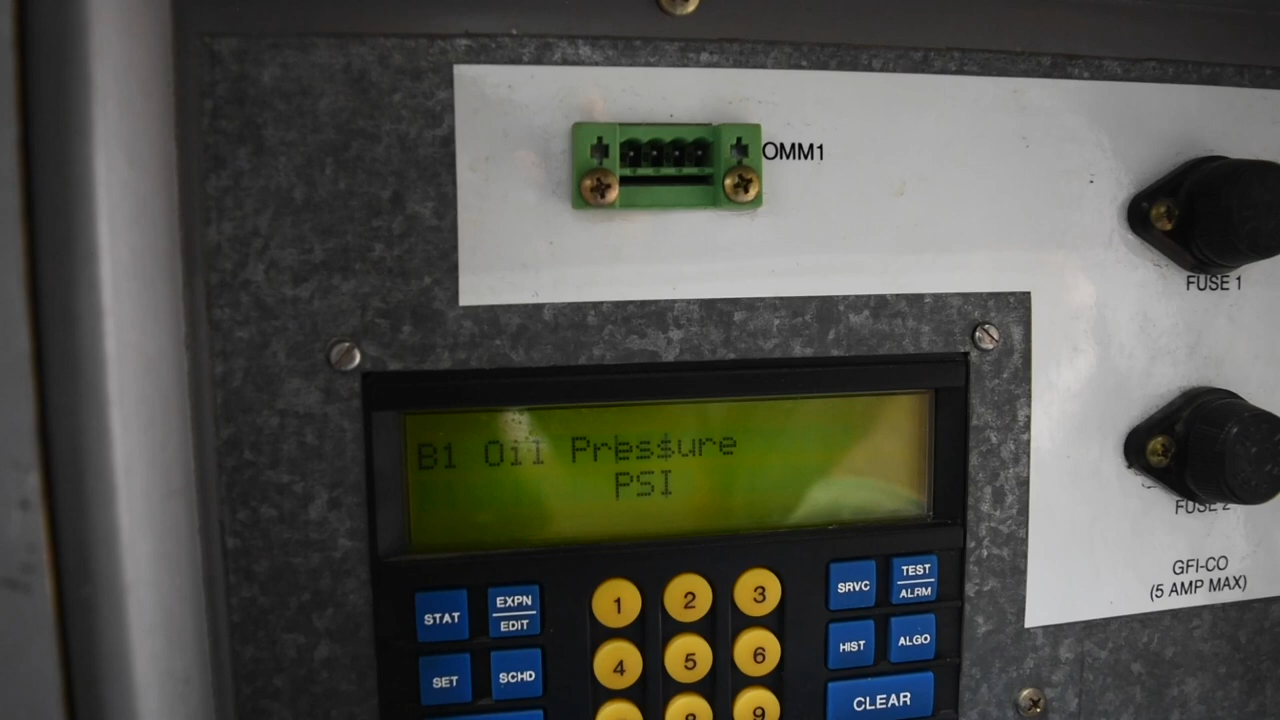 OMM1
FUSE 1
FUSE 2
GFI-CO
(5 AMP MAX)
B1 Oil Pressure
PSI
STAT
EXPN
EDIT
1
2
3
SRVC
TEST
ALRM
SET
SCHD
4
5
6
HIST
ALGO
8
9
CLEAR